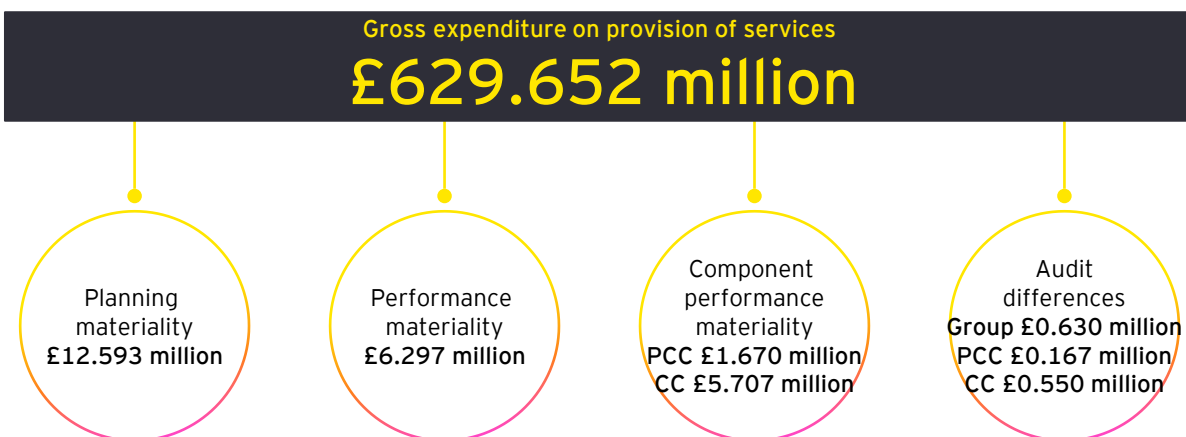 Gross expenditure on provision of services
£629.652 million
Planning
materiality
£12.593 million
Performance
materiality
£6.297 million
Component
performance
materiality
PCC £1.670 million
CC £5.707 million
Audit
differences
Group £0.630 million
PCC £0.167 million
CC £0.550 million